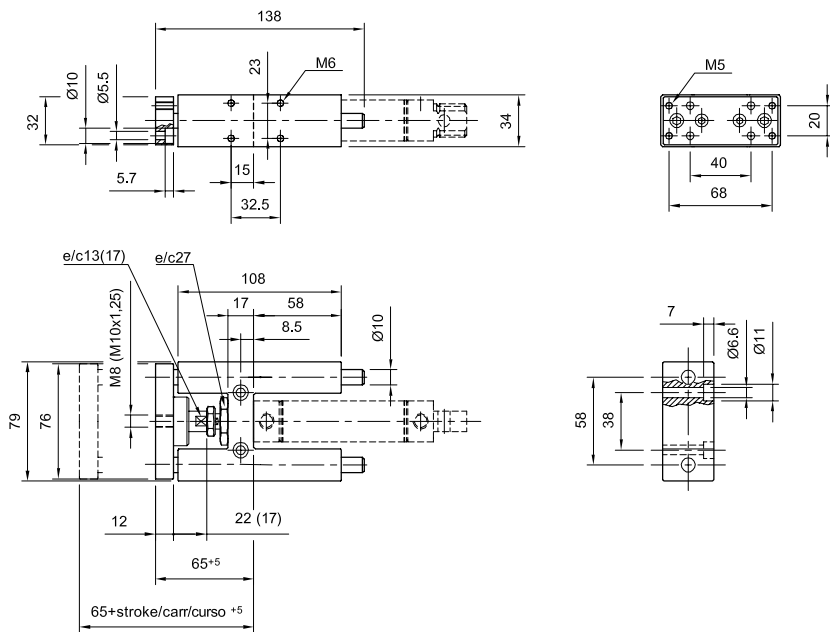 138
M6
23
Ø10
Ø5.5
32
34
5.7
15
32.5
M5
20
40
68
e/c13(17)
e/c27
108
17
58
8.5
Ø10
M8 (M10x1,25)
79
76
12
22 (17)
65+5
65+stroke/carr/curso +5
7
Ø6.6
Ø11
58
38